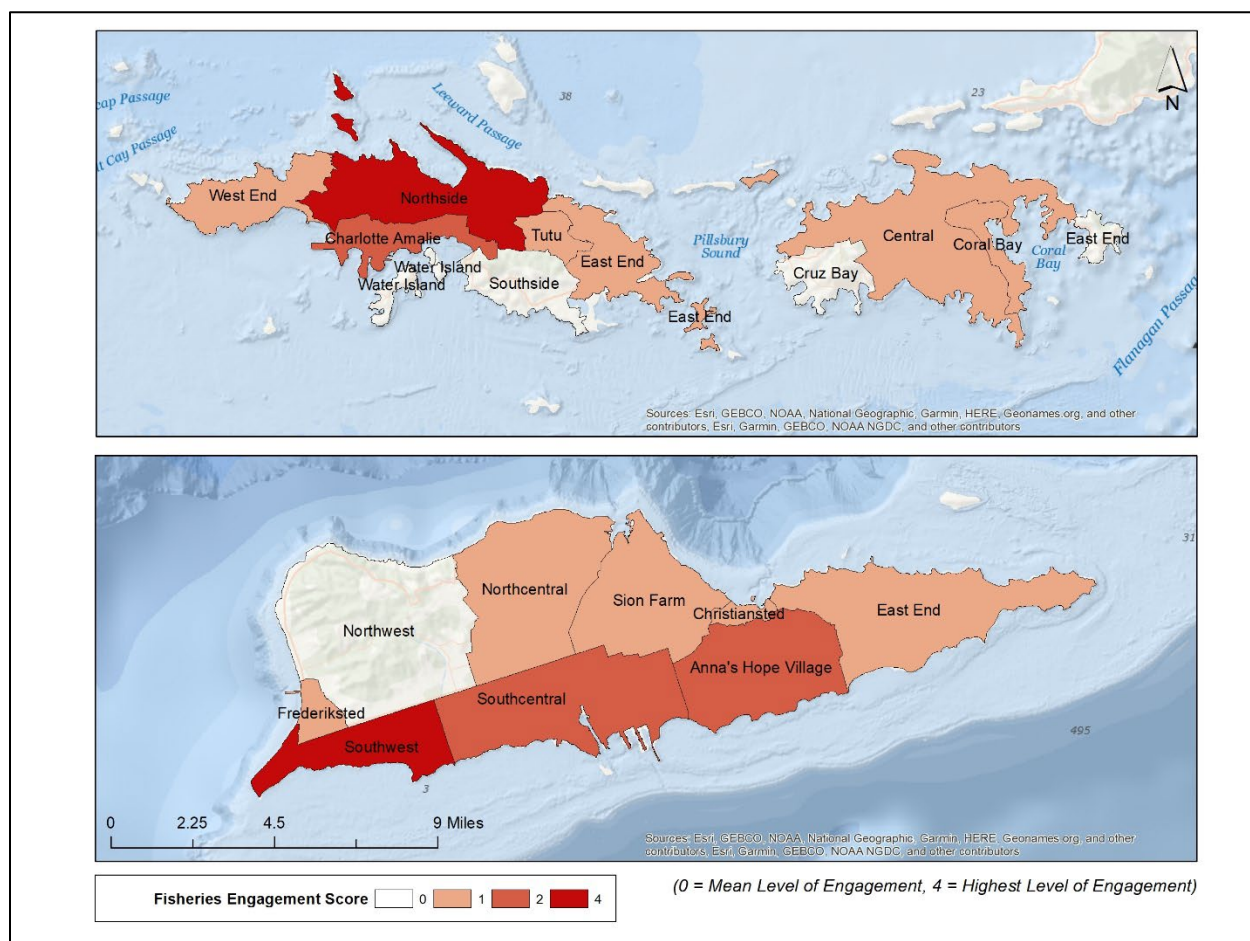 cap Passage
t Cay Passage
Leeward Passage
38
23
N
West End
Northside
Charlotte Amalie
Tutu
Water Island
Water Island
Southside
East End
East End
Pillsbury
Sound
Cruz Bay
Central
Coral Bay
Coral
Bay
East End
Flanagan Passag
Sources: Esri, GEBCO, NOAA, National Geographic, Garmin, HERE, Geonames.org, and other
contributors, Esri, Garmin, GEBCO, NOAA NGDC, and other contributors
31
Northcentral
Sion Farm
Christiansted
East End
Northwest
Anna's Hope Village
Southcentral
Frederiksted
Southwest
495
3
0 2.25 4.5 9 Miles
Sources: Esri, GEBCO, NOAA, National Geographic, Garmin, HERE, Geonames.org, and other
contributors, Esri, Garmin, GEBCO, NOAA NGDC, and other contributors
Fisheries Engagement Score 0 1 2 4
(0 = Mean Level of Engagement, 4 = Highest Level of Engagement)